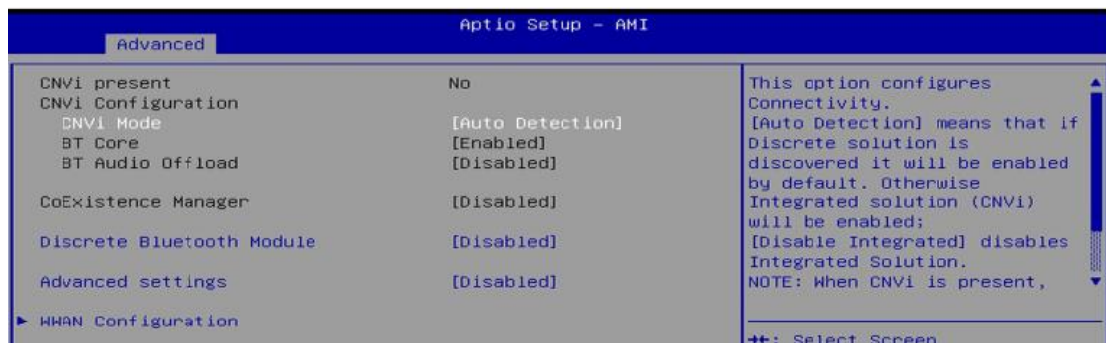 Aptio Setup - AMI
Advanced
CNVi present No
CNVi Configuration
CNVi Mode [Auto Detection]
BT Core [Enabled]
BT Audio Offload [Disabled]
CoExistence Manager [Disabled]
Discrete Bluetooth Module [Disabled]
Advanced settings [Disabled]
► WWAN Configuration
This option configures
Connectivity.
[Auto Detection] means that if
Discrete solution is
discovered it will be enabled
by default. Otherwise
Integrated solution (CNVi)
will be enabled;
[Disable Integrated] disables
Integrated Solution.
NOTE: When CNVi is present,
→←: Select Screen